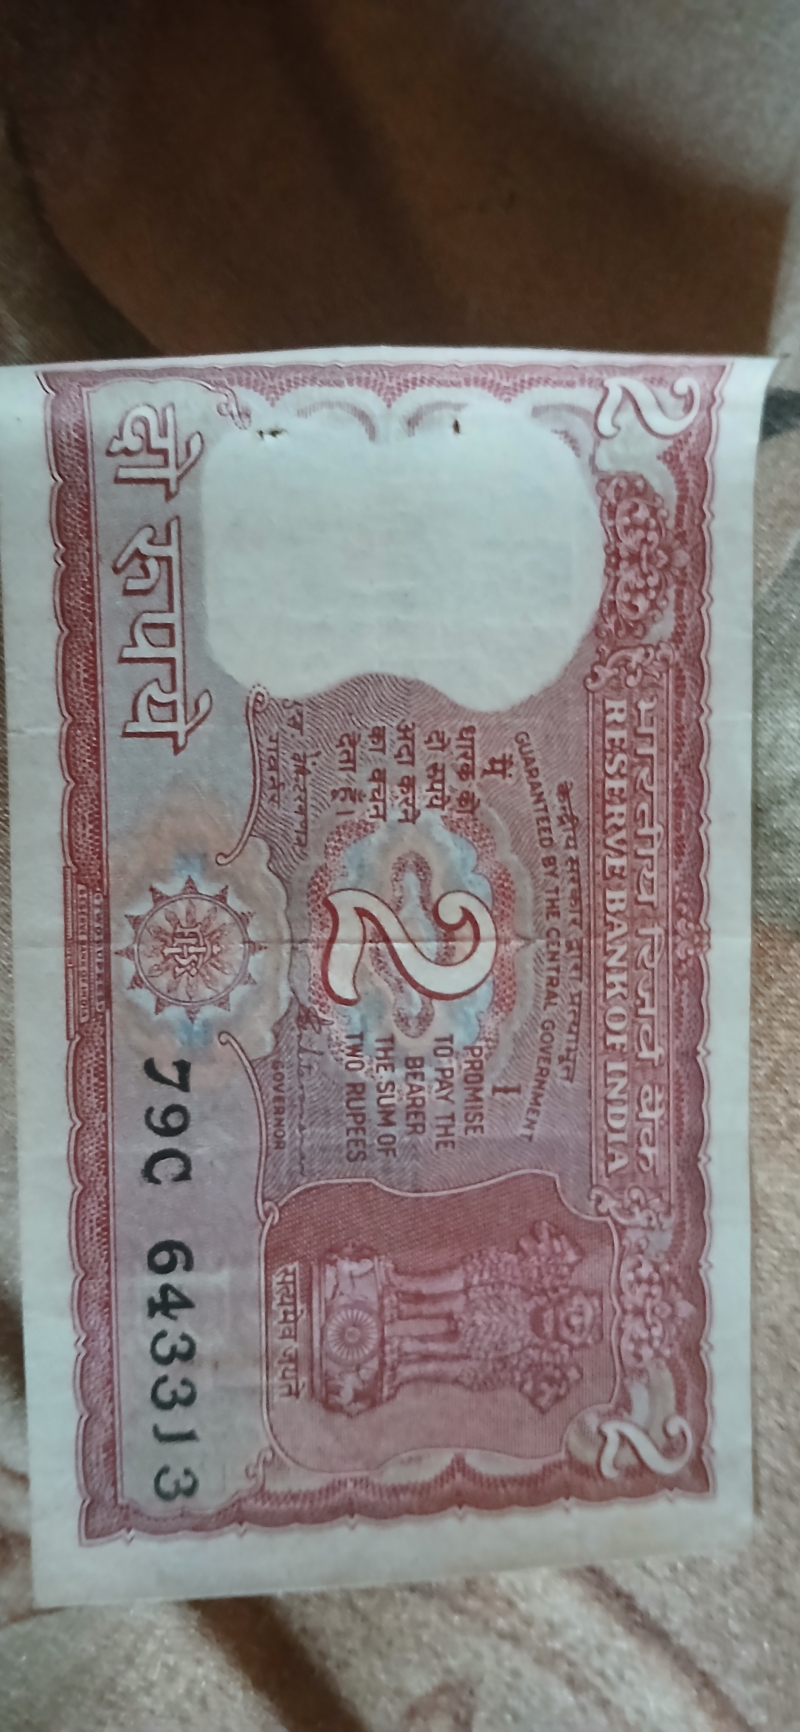 2
2
भारतीय रिज़र्व बैंक
RESERVE BANK OF INDIA
केन्द्रीय सरकार द्वारा प्रत्याभूत
GUARANTEED BY THE CENTRAL GOVERNMENT
मैं
धारक को
दो रुपये
अदा करने
का वचन
देता हूँ।
गवर्नर
2
I
PROMISE
TO PAY THE
BEARER
THE SUM OF
TWO RUPEES
GOVERNOR
सत्यमेव जयते
दो रुपये
79C 643313